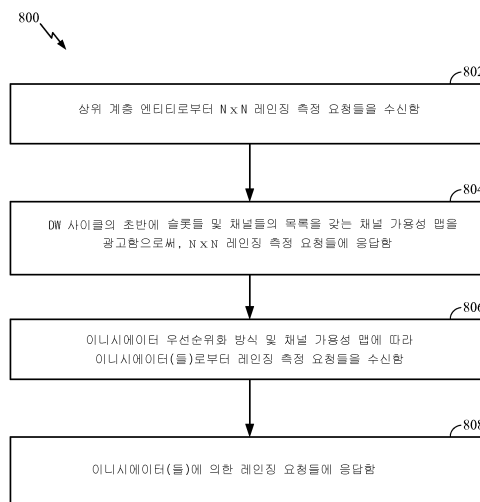 800
802
상위 계층 엔티티로부터 NxN 레인징 측정 요청들을 수신함
804
DW 사이클의 초반에 슬롯들 및 채널들의 목록을 갖는 채널 가용성 맵을
광고함으로써, NxN 레인징 측정 요청들에 응답함
806
이니시에이터 우선순위화 방식 및 채널 가용성 맵에 따라
이니시에이터(들)로부터 레인징 측정 요청들을 수신함
808
이니시에이터(들)에 의한 레인징 요청들에 응답함